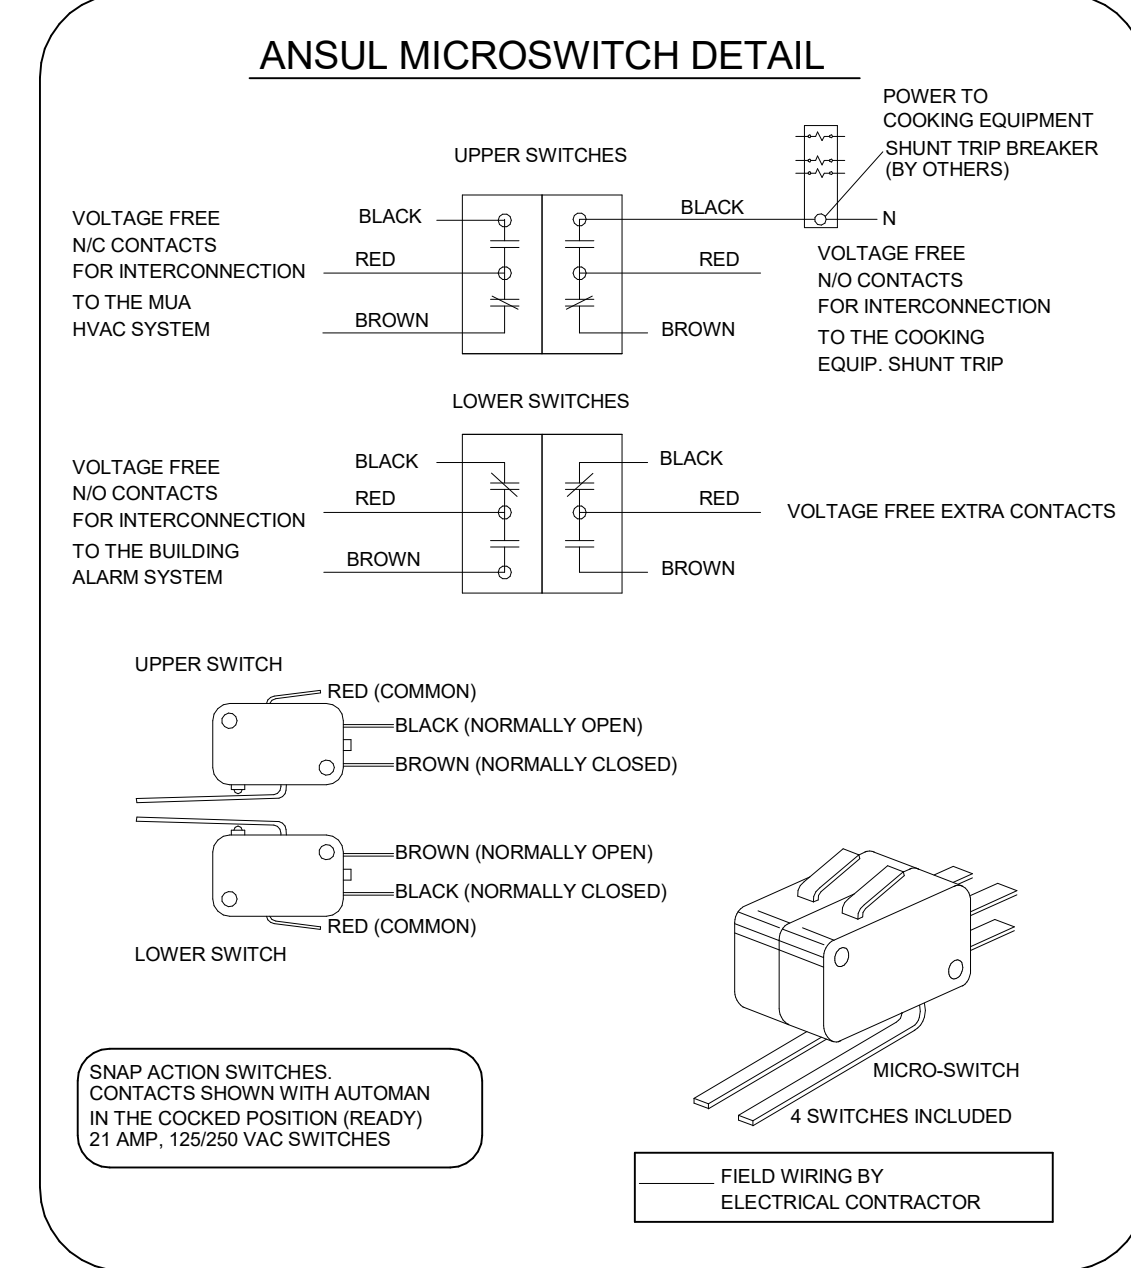 ANSUL MICROSWITCH DETAIL
POWER TO
COOKING EQUIPMENT
SHUNT TRIP BREAKER
(BY OTHERS)
UPPER SWITCHES
VOLTAGE FREE
N/C CONTACTS
FOR INTERCONNECTION
TO THE MUA
HVAC SYSTEM
BLACK
RED
BROWN
BLACK
RED
BROWN
N
VOLTAGE FREE
N/O CONTACTS
FOR INTERCONNECTION
TO THE COOKING
EQUIP. SHUNT TRIP
LOWER SWITCHES
VOLTAGE FREE
N/O CONTACTS
FOR INTERCONNECTION
TO THE BUILDING
ALARM SYSTEM
BLACK
RED
BROWN
BLACK
RED
BROWN
VOLTAGE FREE EXTRA CONTACTS
UPPER SWITCH
RED (COMMON)
BLACK (NORMALLY OPEN)
BROWN (NORMALLY CLOSED)
BROWN (NORMALLY OPEN)
BLACK (NORMALLY CLOSED)
RED (COMMON)
LOWER SWITCH
SNAP ACTION SWITCHES.
CONTACTS SHOWN WITH AUTOMAN
IN THE COCKED POSITION (READY)
21 AMP, 125/250 VAC SWITCHES
MICRO-SWITCH
4 SWITCHES INCLUDED
FIELD WIRING BY
ELECTRICAL CONTRACTOR